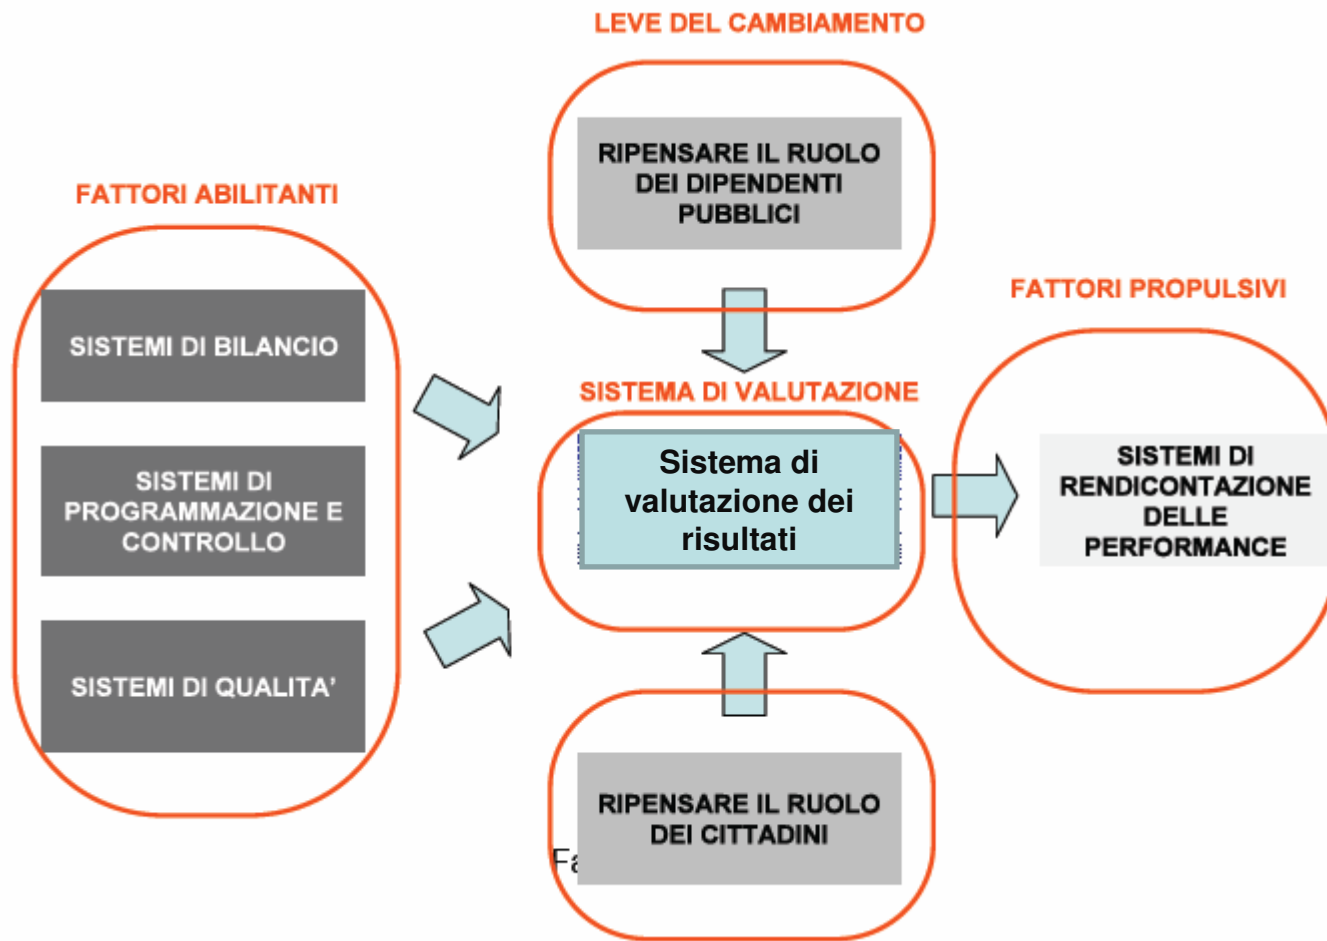 LEVE DEL CAMBIAMENTO
RIPENSARE IL RUOLO
DEI DIPENDENTI
PUBBLICI
FATTORI ABILITANTI
SISTEMI DI BILANCIO
SISTEMI DI
PROGRAMMAZIONE E
CONTROLLO
SISTEMI DI QUALITA’
SISTEMA DI VALUTAZIONE
Sistema di
valutazione dei
risultati
FATTORI PROPULSIVI
SISTEMI DI
RENDICONTAZIONE
DELLE
PERFORMANCE
RIPENSARE IL RUOLO
DEI CITTADINI